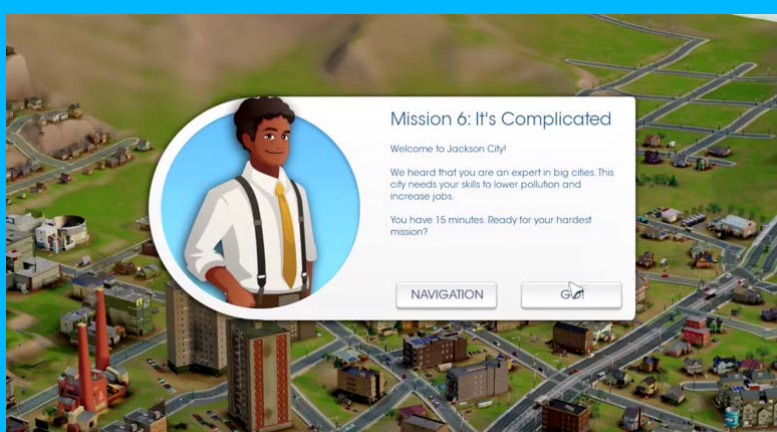 Mission 6: It's Complicated
Welcome to Jackson City!
We heard that you are an expert in big cities. This
city needs your skills to lower pollution and
increase jobs.
You have 15 minutes. Ready for your hardest
mission?
NAVIGATION
GO!